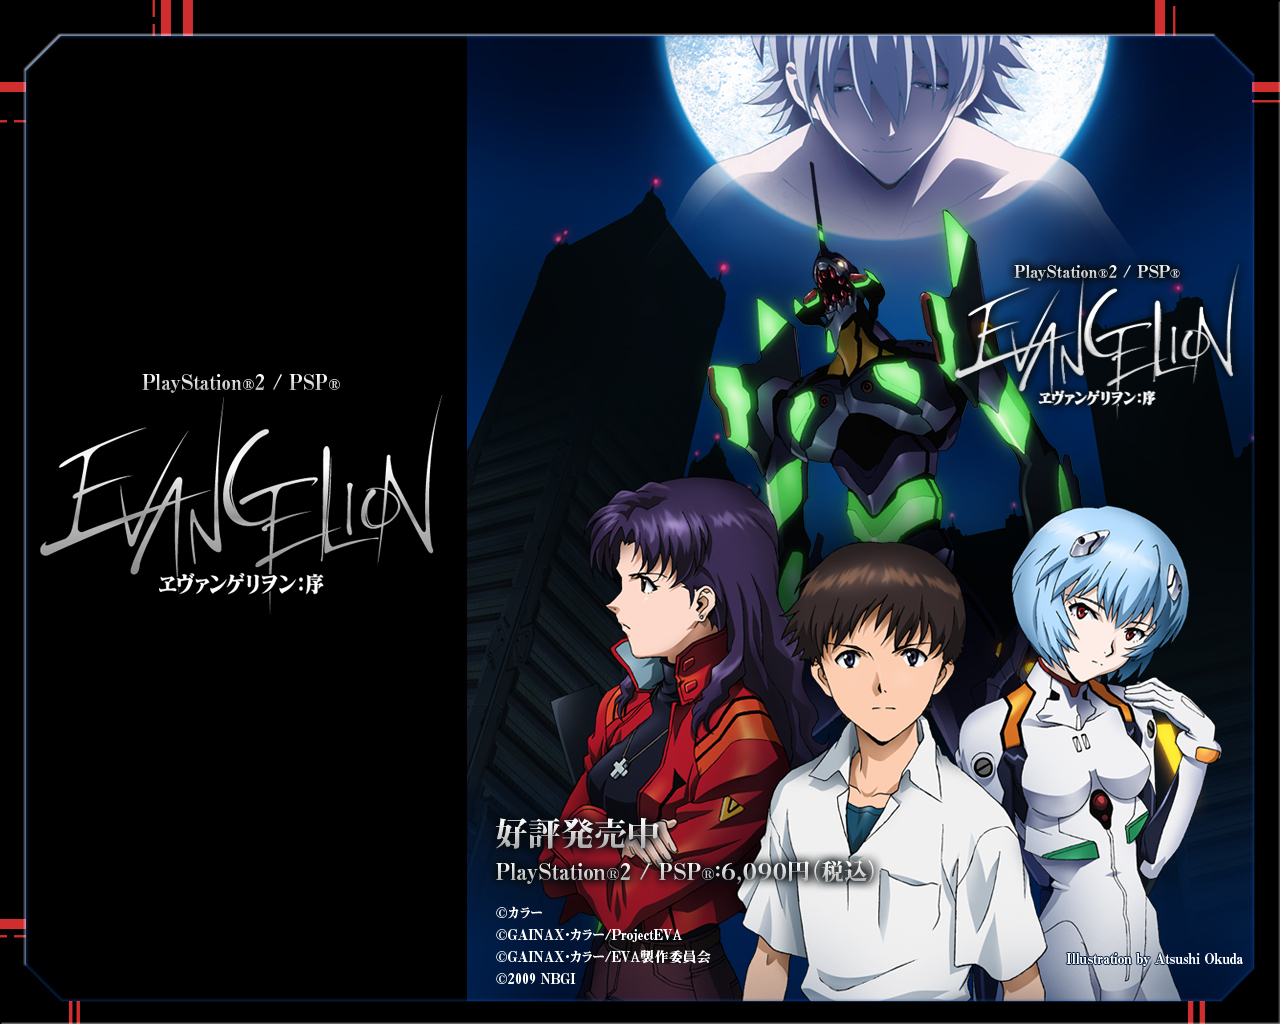 PlayStation®2 / PSP®
EVANGELION
ヱヴァンゲリヲン:序
PlayStation®2 / PSP®
EVANGELION
ヱヴァンゲリヲン:序
好評発売中
PlayStation®2 / PSP®:6,090円(税込)
©カラー
©GAINAX・カラー/ProjectEVA
©GAINAX・カラー/EVA製作委員会
©2009 NBGI
Illustration by Atsushi Okuda